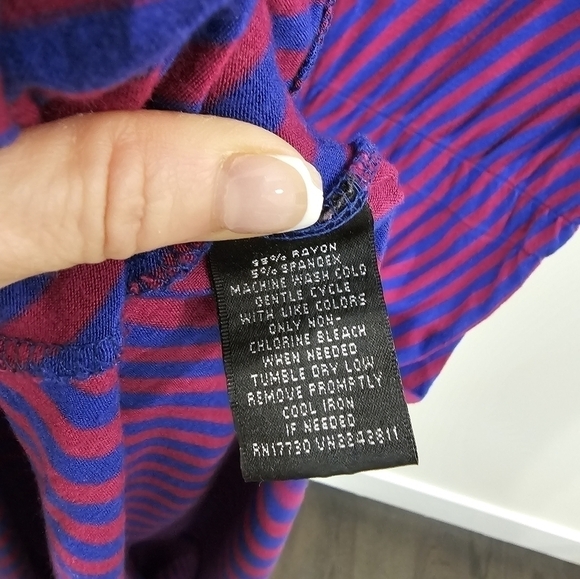 95% RAYON
5% SPANDEX
MACHINE WASH COLD
GENTLE CYCLE
WITH LIKE COLORS
ONLY NON-
CHLORINE BLEACH
WHEN NEEDED
TUMBLE DRY LOW
REMOVE PROMPTLY
COOL IRON
IF NEEDED
RN17730